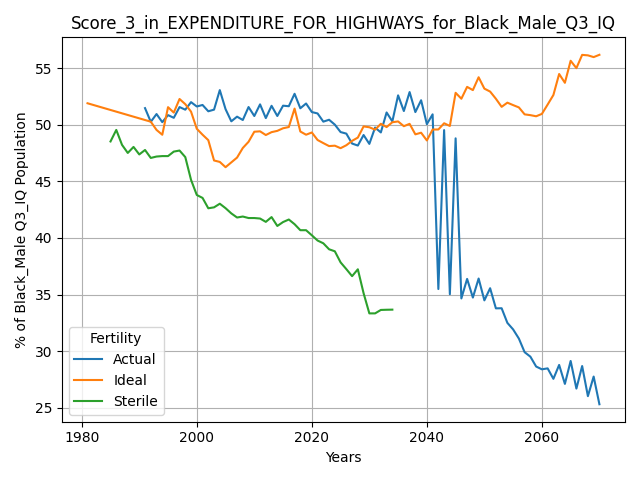 Score_3_in_EXPENDITURE_FOR_HIGHWAYS_for_Black_Male_Q3_IQ
% of Black_Male Q3_IQ Population
55
50
45
40
35
30
25
Fertility
Actual
Ideal
Sterile
1980 2000 2020 2040 2060
Years